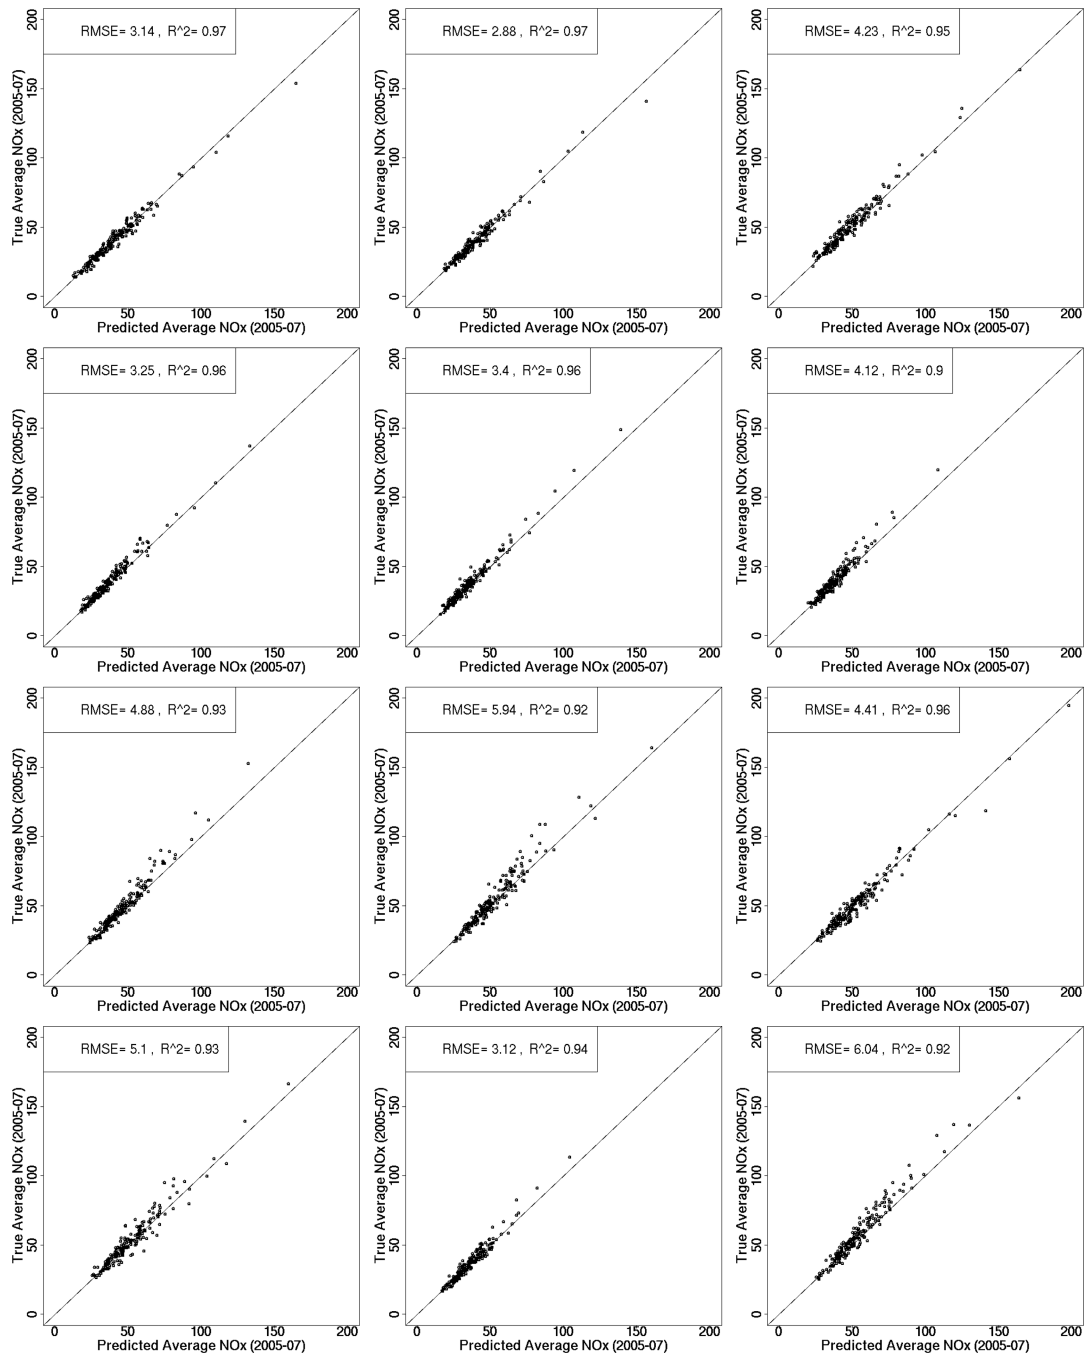 RMSE= 3.14 , R^2= 0.97
True Average NOx (2005-07)
0 50 100 150 200
0 50 100 150 200
Predicted Average NOx (2005-07)
RMSE= 2.88 , R^2= 0.97
True Average NOx (2005-07)
0 50 100 150 200
0 50 100 150 200
Predicted Average NOx (2005-07)
RMSE= 4.23 , R^2= 0.95
True Average NOx (2005-07)
0 50 100 150 200
0 50 100 150 200
Predicted Average NOx (2005-07)
RMSE= 3.25 , R^2= 0.96
True Average NOx (2005-07)
0 50 100 150 200
0 50 100 150 200
Predicted Average NOx (2005-07)
RMSE= 3.4 , R^2= 0.96
True Average NOx (2005-07)
0 50 100 150 200
0 50 100 150 200
Predicted Average NOx (2005-07)
RMSE= 4.12 , R^2= 0.9
True Average NOx (2005-07)
0 50 100 150 200
0 50 100 150 200
Predicted Average NOx (2005-07)
RMSE= 4.88 , R^2= 0.93
True Average NOx (2005-07)
0 50 100 150 200
0 50 100 150 200
Predicted Average NOx (2005-07)
RMSE= 5.94 , R^2= 0.92
True Average NOx (2005-07)
0 50 100 150 200
0 50 100 150 200
Predicted Average NOx (2005-07)
RMSE= 4.41 , R^2= 0.96
True Average NOx (2005-07)
0 50 100 150 200
0 50 100 150 200
Predicted Average NOx (2005-07)
RMSE= 5.1 , R^2= 0.93
True Average NOx (2005-07)
0 50 100 150 200
0 50 100 150 200
Predicted Average NOx (2005-07)
RMSE= 3.12 , R^2= 0.94
True Average NOx (2005-07)
0 50 100 150 200
0 50 100 150 200
Predicted Average NOx (2005-07)
RMSE= 6.04 , R^2= 0.92
True Average NOx (2005-07)
0 50 100 150 200
0 50 100 150 200
Predicted Average NOx (2005-07)